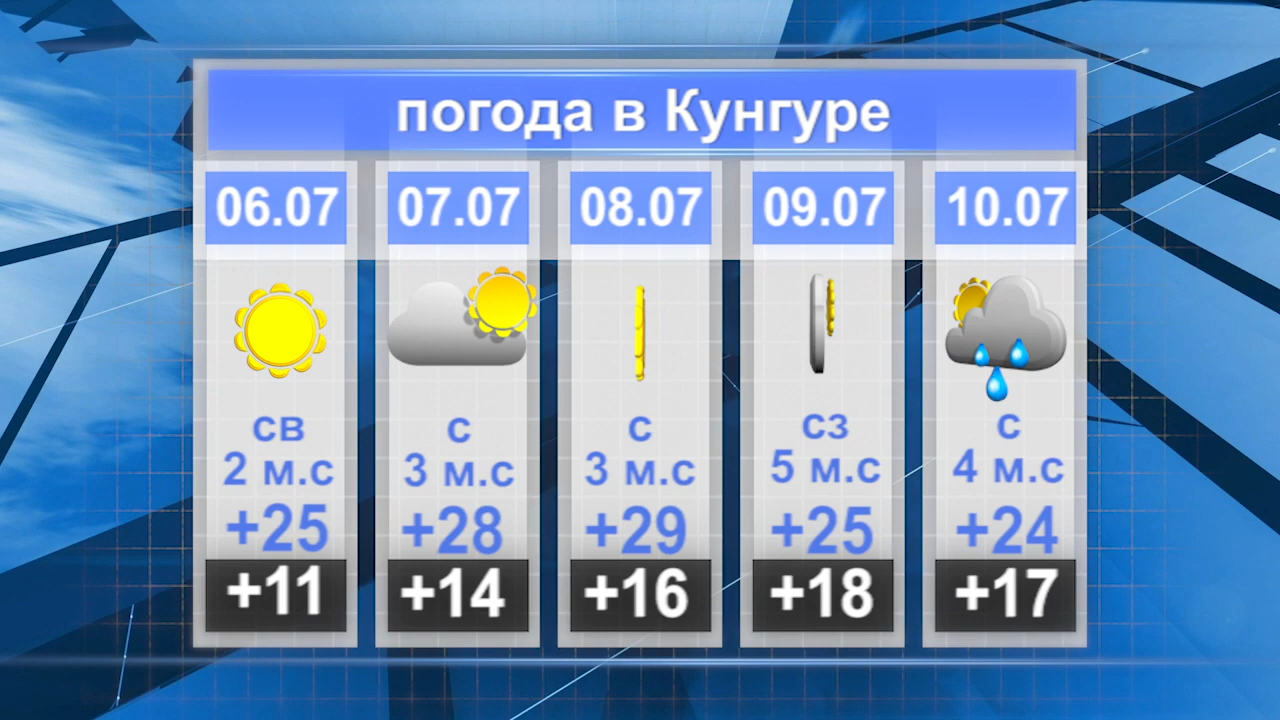 погода в Кунгуре
06.07 07.07 08.07 09.07 10.07
св с с сз с
2 м.с 3 м.с 3 м.с 5 м.с 4 м.с
+25 +28 +29 +25 +24
+11 +14 +16 +18 +17